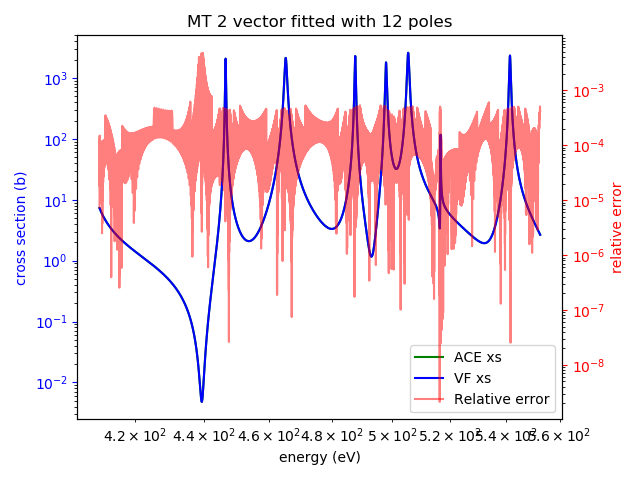 MT 2 vector fitted with 12 poles
10³
10²
10¹
10⁰
10⁻¹
10⁻²
cross section (b)
10⁻³
10⁻⁴
10⁻⁵
10⁻⁶
10⁻⁷
10⁻⁸
relative error
ACE xs
VF xs
Relative error
4.2 × 10² 4.4 × 10² 4.6 × 10² 4.8 × 10² 5 × 10² 5.2 × 10² 5.4 × 10² 5.6 × 10²
energy (eV)